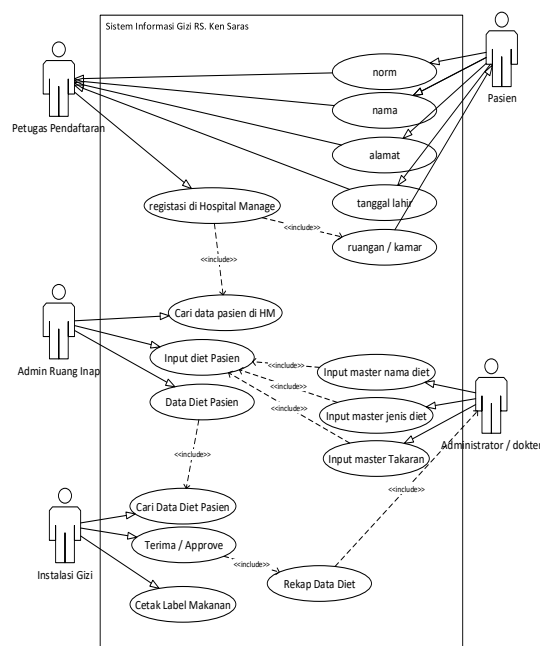 Sistem Informasi Gizi RS. Ken Saras
norm
Pasien
nama
Petugas Pendaftaran
alamat
tanggal lahir
registasi di Hospital Manage
<<include>>
ruangan / kamar
<<include>>
Cari data pasien di HM
Input diet Pasien
Admin Ruang Inap
<<include>>
Input master nama diet
<<include>>
Data Diet Pasien
<<include>>
Input master jenis diet
Administrator / dokter
Input master Takaran
<<include>>
<<include>>
Cari Data Diet Pasien
Terima / Approve
<<include>>
Instalasi Gizi
Rekap Data Diet
Cetak Label Makanan